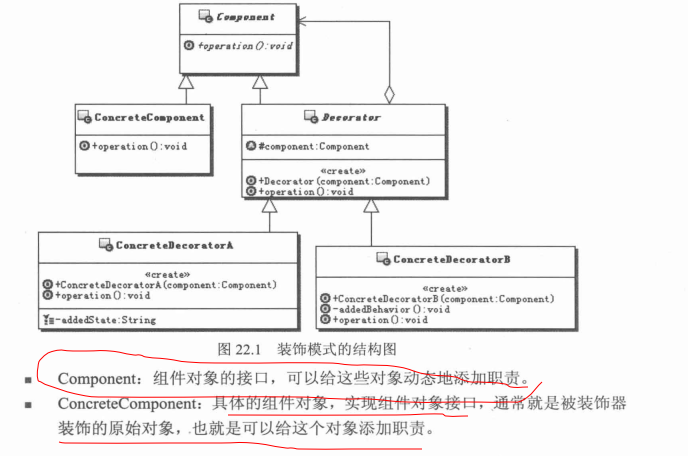 Component
+operation():void
ConcreteComponent
+operation():void
Decorator
#component:Component
«create»
+Decorator(component:Component)
+operation():void
ConcreteDecoratorA
«create»
+ConcreteDecoratorA(component:Component)
+operation():void
-addedState:String
ConcreteDecoratorB
«create»
+ConcreteDecoratorB(component:Component)
-addedBehavior():void
+operation():void
图 22.1 装饰模式的结构图
■ Component：组件对象的接口，可以给这些对象动态地添加职责。
■ ConcreteComponent：具体的组件对象，实现组件对象接口，通常就是被装饰器
装饰的原始对象，也就是可以给这个对象添加职责。